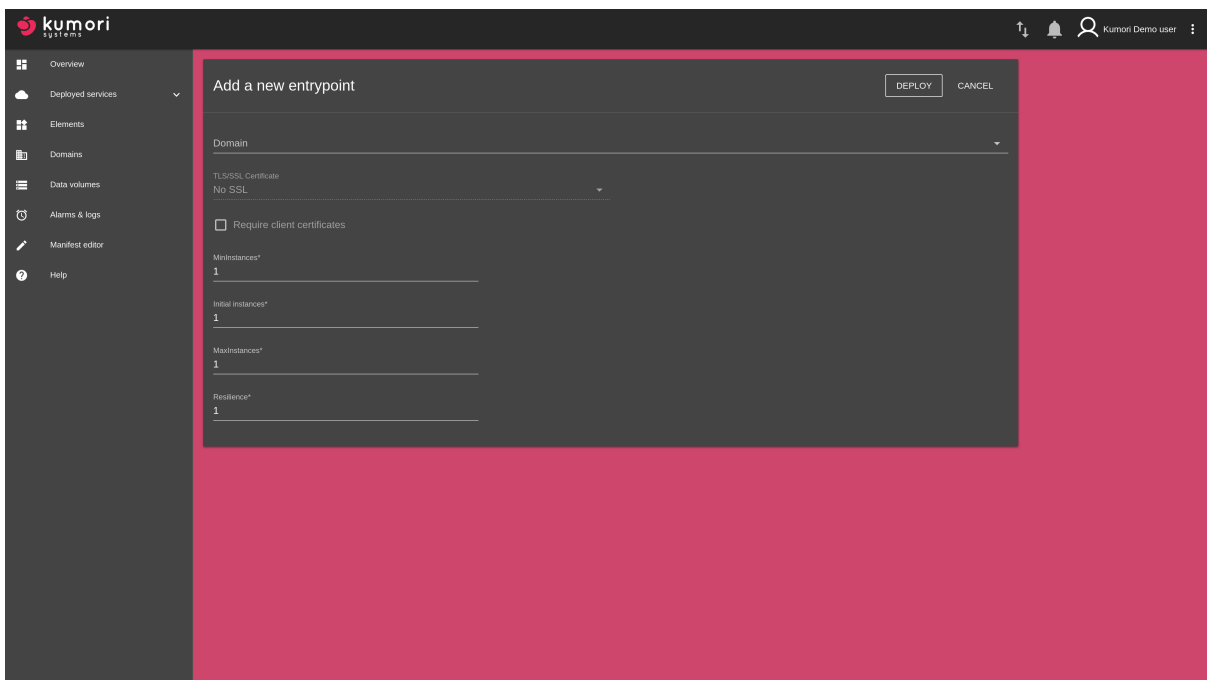 kumori
systems
Kumori Demo user
Overview
Deployed services
Elements
Domains
Data volumes
Alarms & logs
Manifest editor
Help
Add a new entrypoint
DEPLOY
CANCEL
Domain
TLS/SSL Certificate
No SSL
Require client certificates
MinInstances*
1
Initial instances*
1
MaxInstances*
1
Resilience*
1